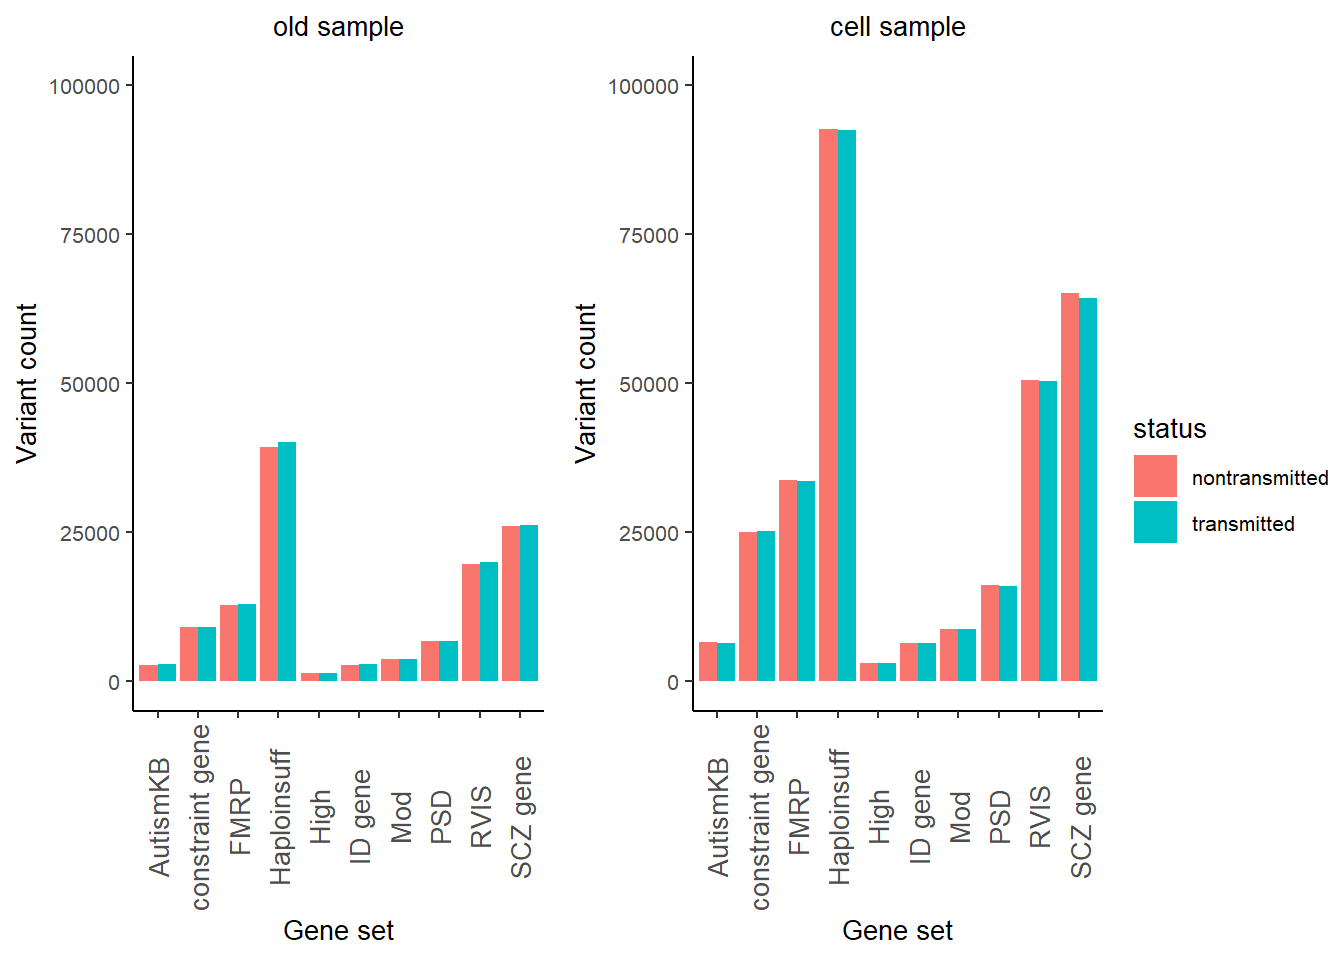 old sample
cell sample
Variant count
100000
75000
50000
25000
0
AutismKB
constraint gene
FMRP
Haploinsuff
High
ID gene
Mod
PSD
RVIS
SCZ gene
Gene set
Variant count
100000
75000
50000
25000
0
AutismKB
constraint gene
FMRP
Haploinsuff
High
ID gene
Mod
PSD
RVIS
SCZ gene
Gene set
status
nontransmitted
transmitted